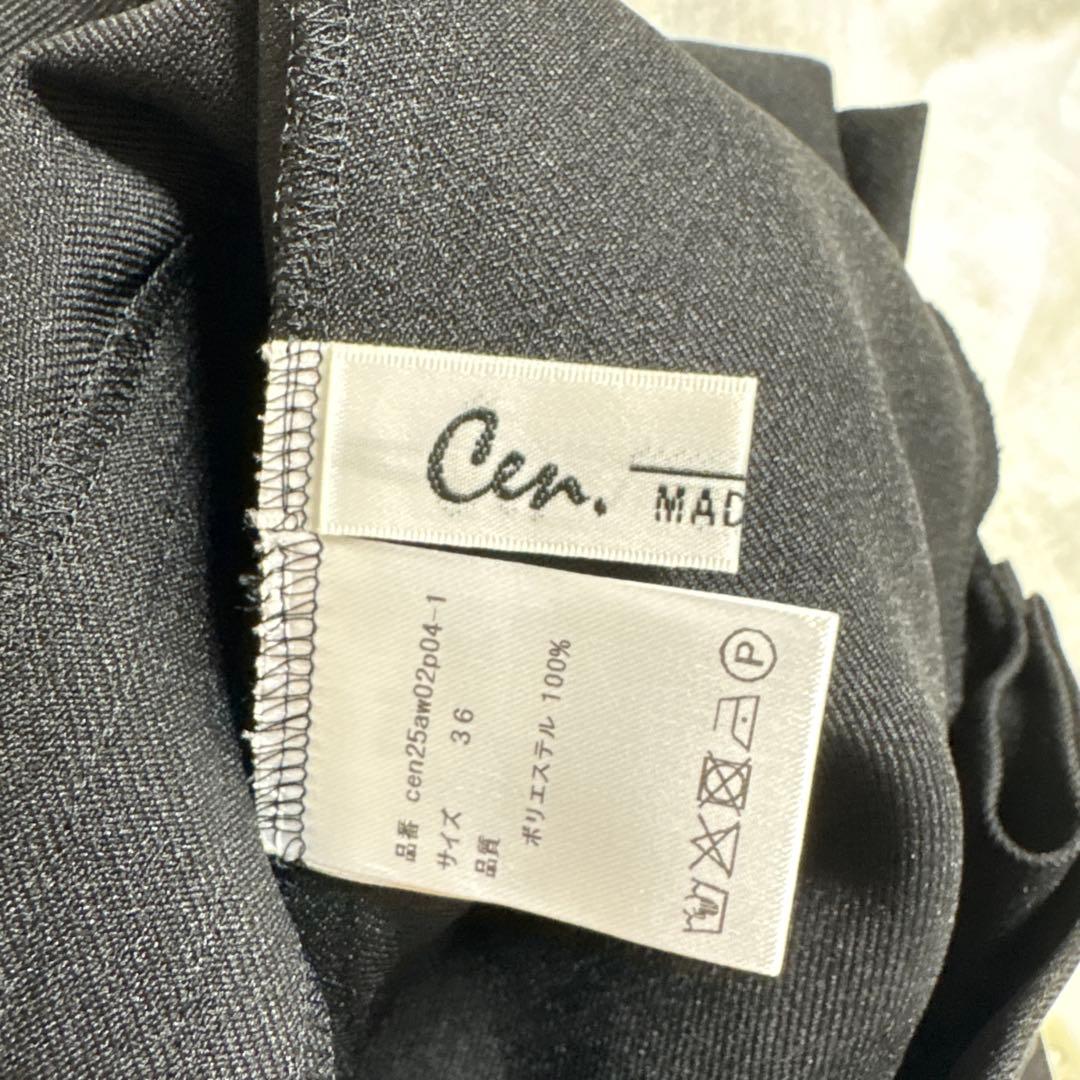 Cen.
MAD
品番 cen25aw02p04-1
サイズ 36
品質
ポリエステル 100%
P